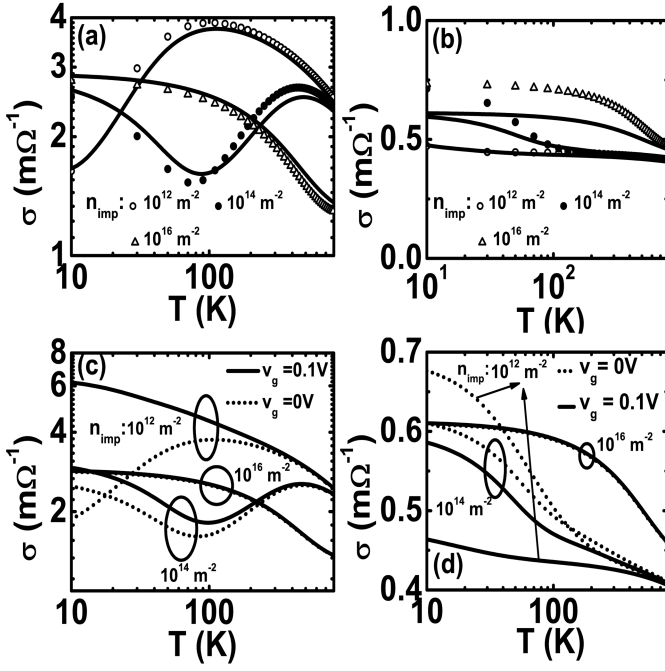 (a)
4
3
2
1
σ (mΩ⁻¹)
n_imp: ○ 10¹² m⁻² ● 10¹⁴ m⁻²
△ 10¹⁶ m⁻²
10 100
T (K)
(b)
1.0
0.5
0.0
σ (mΩ⁻¹)
n_imp: ○ 10¹² m⁻² ● 10¹⁴ m⁻²
△ 10¹⁶ m⁻²
10¹ 10²
T (K)
(c)
8
6
4
2
σ (mΩ⁻¹)
v_g = 0.1V
v_g = 0V
n_imp: 10¹² m⁻²
10¹⁶ m⁻²
10¹⁴ m⁻²
10 100
T (K)
0.7
0.6
0.5
0.4
σ (mΩ⁻¹)
n_imp: 10¹² m⁻²
v_g = 0V
v_g = 0.1V
10¹⁶ m⁻²
10¹⁴ m⁻²
(d)
10 100
T (K)